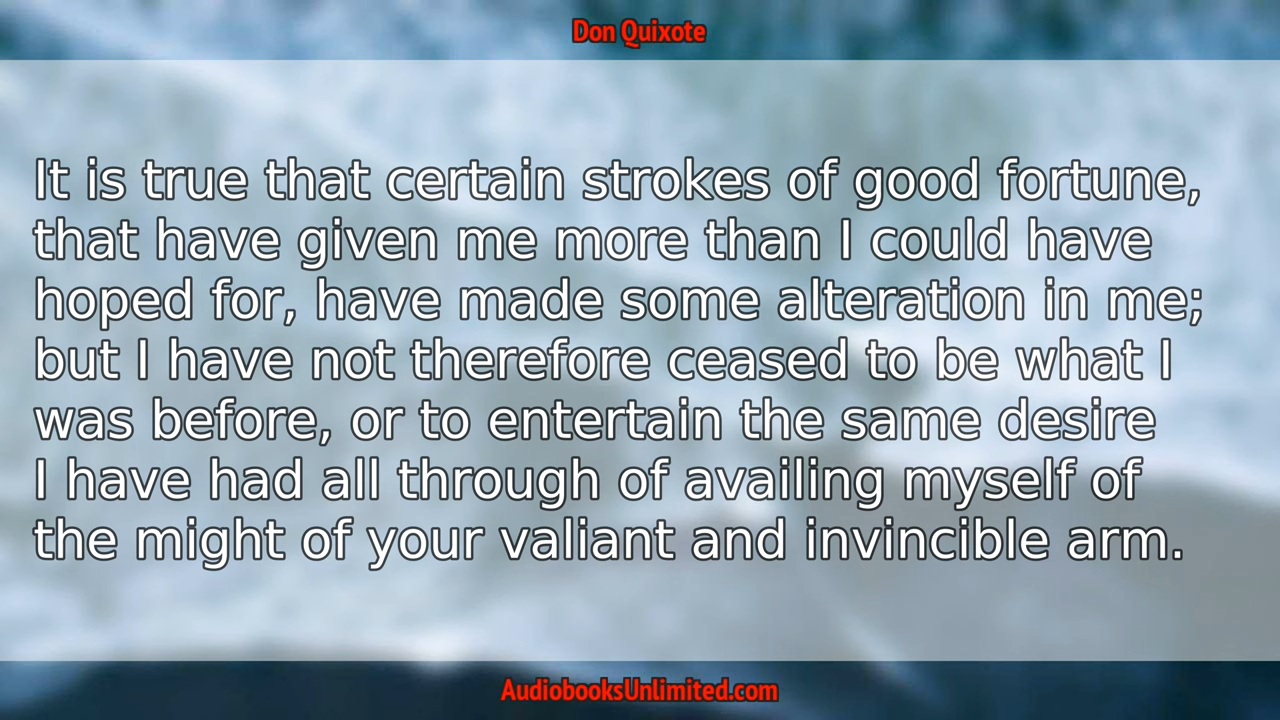 Don Quixote
It is true that certain strokes of good fortune,
that have given me more than I could have
hoped for, have made some alteration in me;
but I have not therefore ceased to be what I
was before, or to entertain the same desire
I have had all through of availing myself of
the might of your valiant and invincible arm.
AudiobooksUnlimited.com